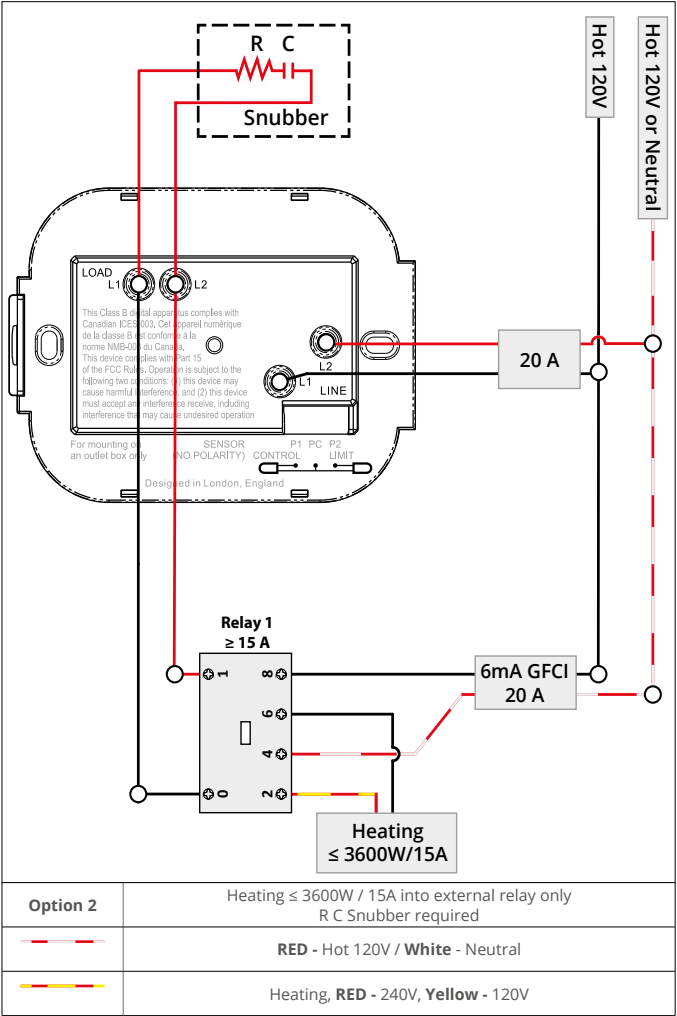 R C
Snubber
Hot 120V
Hot 120V or Neutral
LOAD
L1
L2
This Class B digital apparatus complies with
Canadian ICES-003, Cet appareil numérique
de la classe B est conforme à la
norme NMB-003 du Canada,
This device complies with Part 15
of the FCC Rules. Operation is subject to the
following two conditions: (1) this device may
cause harmful interference, and (2) this device
must accept any interference receive, including
interference that may cause undesired operation
L2
L1
LINE
20 A
For mounting on
an outlet box only
SENSOR
(NO POLARITY)
P1 PC P2
CONTROL LIMIT
Designed in London, England
Relay 1
≥ 15 A
1
8
6
4
0
2
6mA GFCI
20 A
Heating
≤ 3600W/15A
Option 2
Heating ≤ 3600W / 15A into external relay only
R C Snubber required
RED - Hot 120V / White - Neutral
Heating, RED - 240V, Yellow - 120V